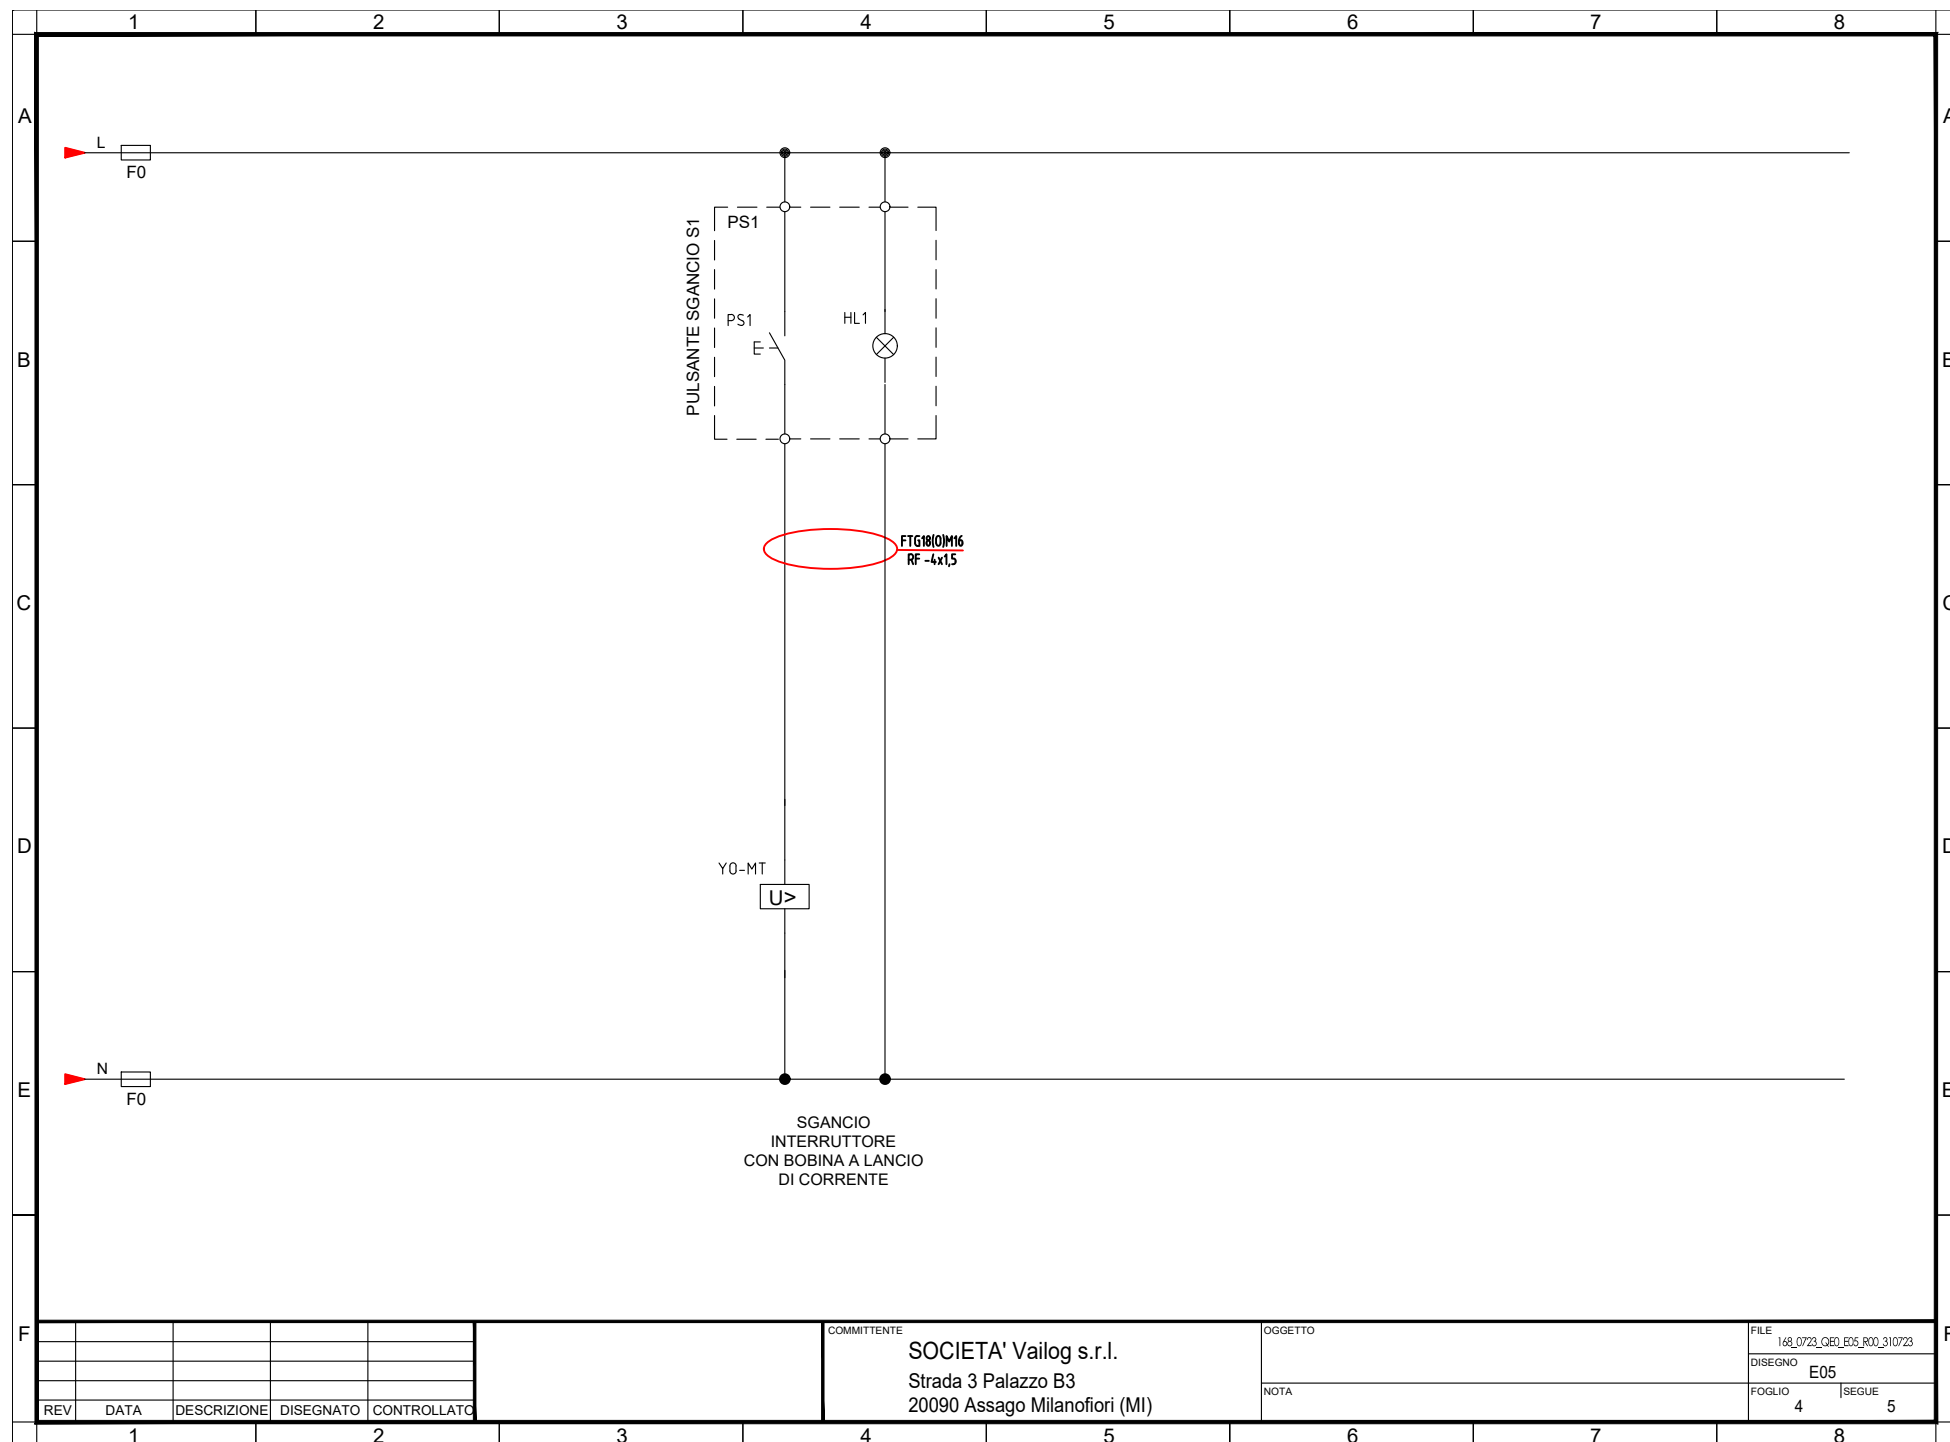 1 2 3 4 5 6 7 8
A A
L
F0
PULSANTE SGANCIO S1
PS1
PS1
HL1
B B
FTG18(O)M16
RF -4x1,5
C C
D D
Y0-MT
U>
N
F0
E E
SGANCIO
INTERRUTTORE
CON BOBINA A LANCIO
DI CORRENTE
F F
REV DATA DESCRIZIONE DISEGNATO CONTROLLATO
COMMITTENTE
SOCIETA' Vailog s.r.l.
Strada 3 Palazzo B3
20090 Assago Milanofiori (MI)
OGGETTO
NOTA
FILE
168_0723_QE0_E05_R00_310723
DISEGNO
E05
FOGLIO SEGUE
4 5
1 2 3 4 5 6 7 8